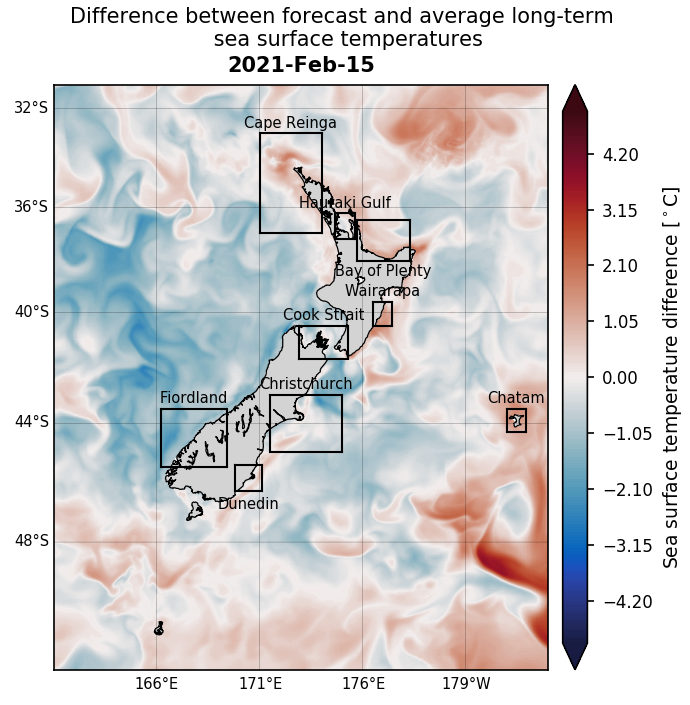 Difference between forecast and average long-term
sea surface temperatures
2021-Feb-15
32°S
36°S
40°S
44°S
48°S
Cape Reinga
Hauraki Gulf
Bay of Plenty
Wairarapa
Cook Strait
Christchurch
Fiordland
Chatam
Dunedin
166°E
171°E
176°E
179°W
4.20
3.15
2.10
1.05
0.00
−1.05
−2.10
−3.15
−4.20
Sea surface temperature difference [°C]